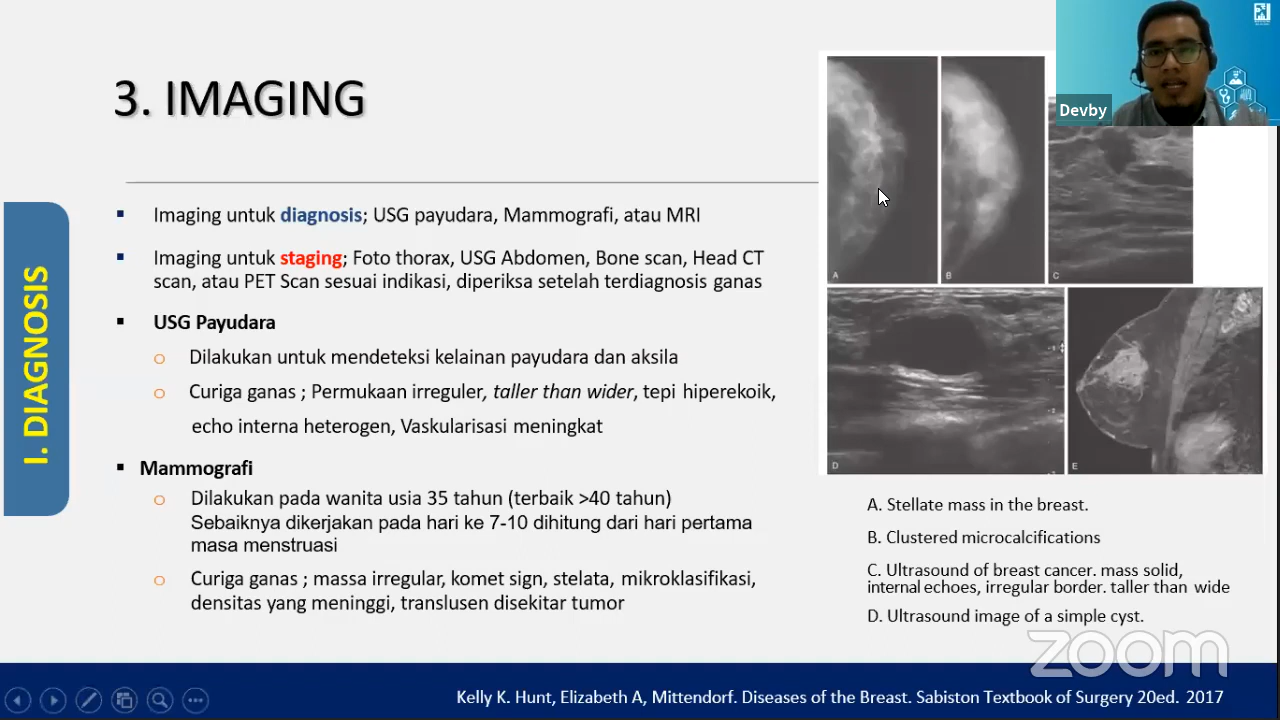 3. IMAGING
Devby
I. DIAGNOSIS
▪ Imaging untuk diagnosis; USG payudara, Mammografi, atau MRI
▪ Imaging untuk staging; Foto thorax, USG Abdomen, Bone scan, Head CT
scan, atau PET Scan sesuai indikasi, diperiksa setelah terdiagnosis ganas
▪ USG Payudara
o Dilakukan untuk mendeteksi kelainan payudara dan aksila
o Curiga ganas ; Permukaan irreguler, taller than wider, tepi hiperekoik,
echo interna heterogen, Vaskularisasi meningkat
▪ Mammografi
o Dilakukan pada wanita usia 35 tahun (terbaik >40 tahun)
Sebaiknya dikerjakan pada hari ke 7-10 dihitung dari hari pertama
masa menstruasi
o Curiga ganas ; massa irregular, komet sign, stelata, mikroklasifikasi,
densitas yang meninggi, translusen disekitar tumor
A
B
C
D
E
A. Stellate mass in the breast.
B. Clustered microcalcifications
C. Ultrasound of breast cancer. mass solid,
internal echoes, irregular border. taller than wide
D. Ultrasound image of a simple cyst.
zoom
Kelly K. Hunt, Elizabeth A, Mittendorf. Diseases of the Breast. Sabiston Textbook of Surgery 20ed. 2017